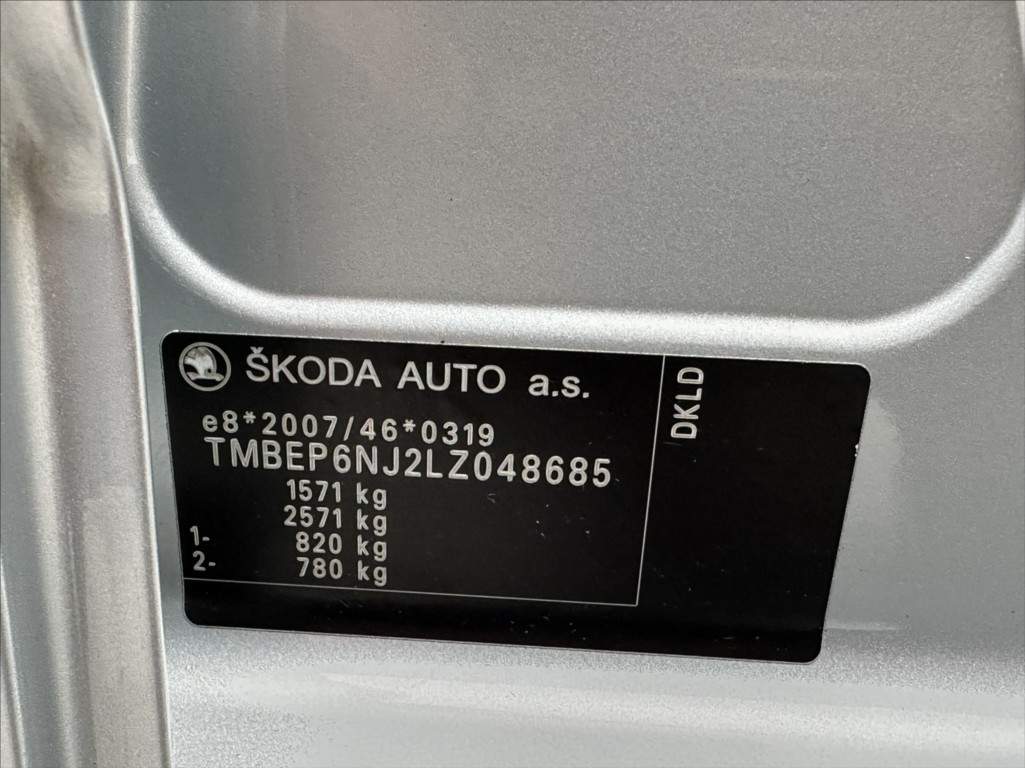 ŠKODA AUTO a.s.
e8*2007/46*0319
TMBEP6NJ2LZ048685
1571 kg
2571 kg
1- 820 kg
2- 780 kg
DKLD